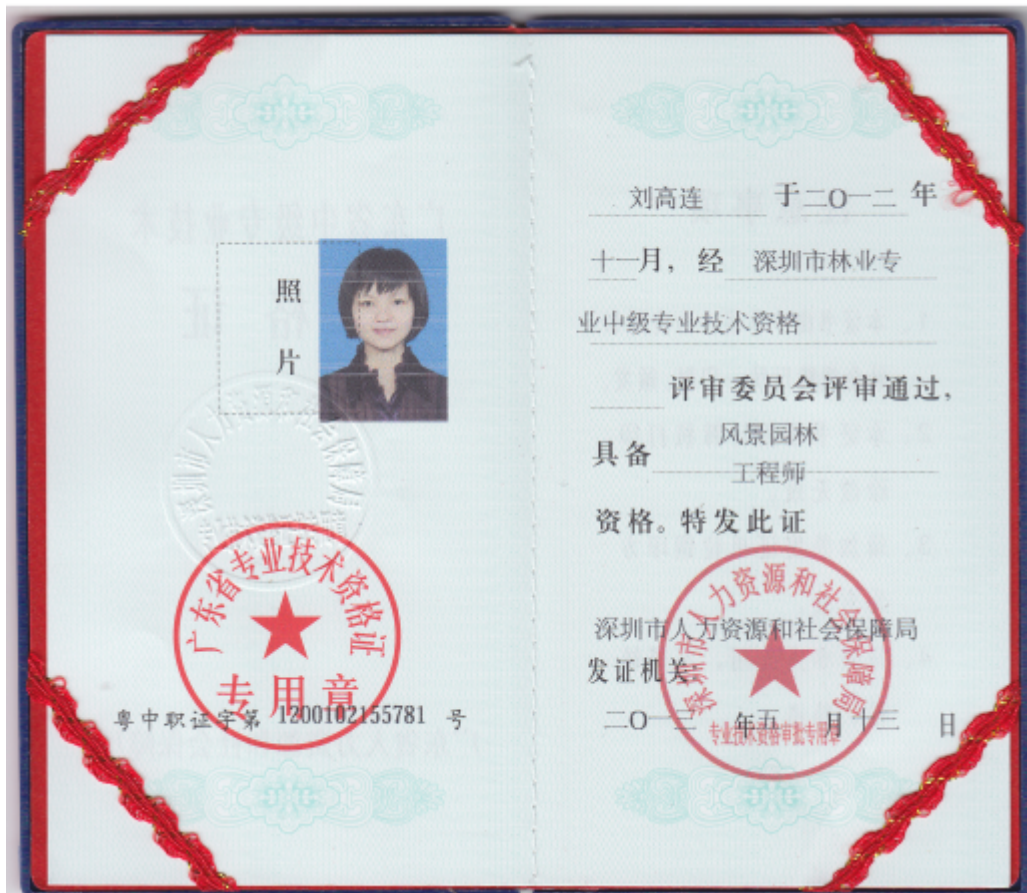 照
片
广东省专业技术资格证
专用章
粤中职证字第 1200102155781 号
刘高连 于二〇一二年
十一月，经 深圳市林业专
业中级专业技术资格
评审委员会评审通过，
具备 风景园林
工程师
资格。特发此证
深圳市人力资源和社会保障局
发证机关
二〇一三 年五 月十三 日
深圳市人力资源和社会保障局
专业技术资格审批专用章